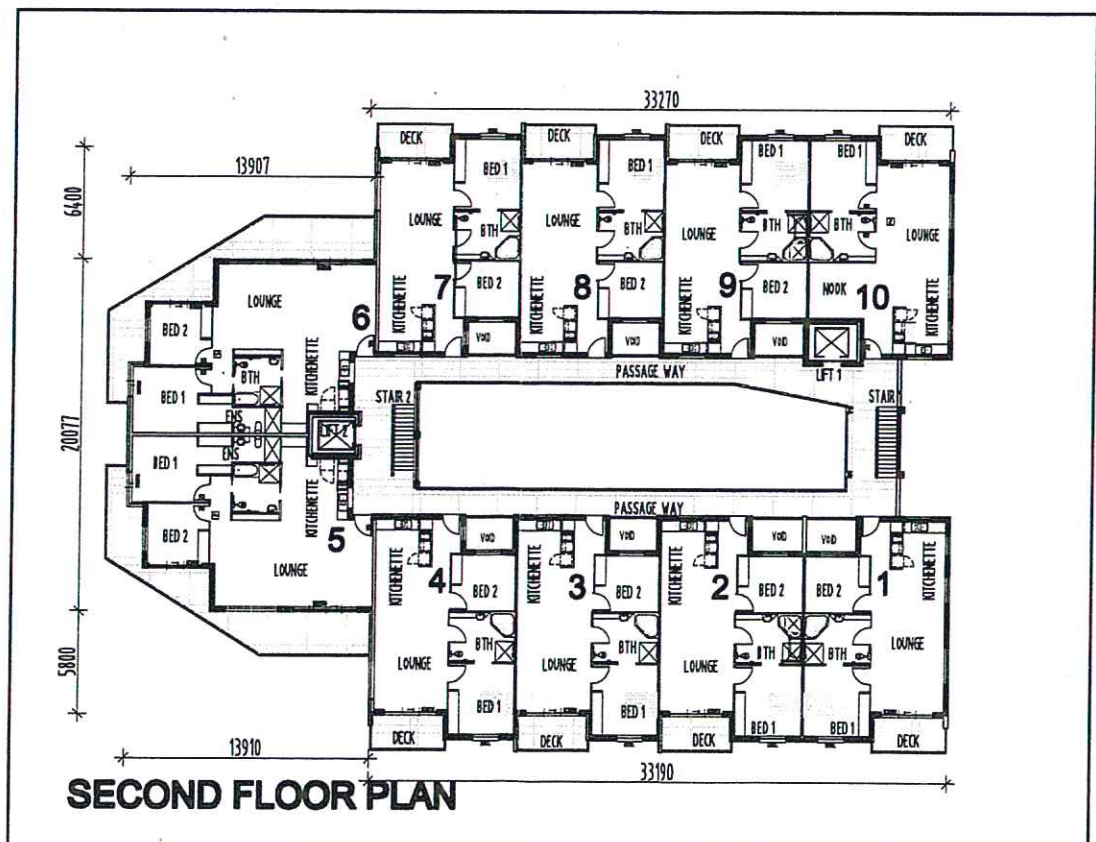 33270
DECK
DECK
DECK
DECK
13907
6400
BED 1
BED 1
BED 1
BED 1
LOUNGE
LOUNGE
LOUNGE
LOUNGE
BTH
BTH
BTH
BTH
LOUNGE
KITCHENETTE
7
BED 2
KITCHENETTE
8
BED 2
KITCHENETTE
9
BED 2
NOOK
10
KITCHENETTE
6
BED 2
VOID
VOID
VOID
KITCHENETTE
BTH
LIFT 1
PASSAGE WAY
BED 1
STAIR 2
STAIR
ENS
20077
LIFT 2
ENS
BED 1
KITCHENETTE
PASSAGE WAY
BED 2
5
VOID
VOID
VOID
VOID
LOUNGE
KITCHENETTE
4
BED 2
KITCHENETTE
3
BED 2
KITCHENETTE
2
BED 2
BED 2
1
KITCHENETTE
BTH
BTH
BTH
BTH
LOUNGE
LOUNGE
LOUNGE
LOUNGE
5800
BED 1
BED 1
BED 1
BED 1
DECK
DECK
DECK
DECK
13910
33190
SECOND FLOOR PLAN